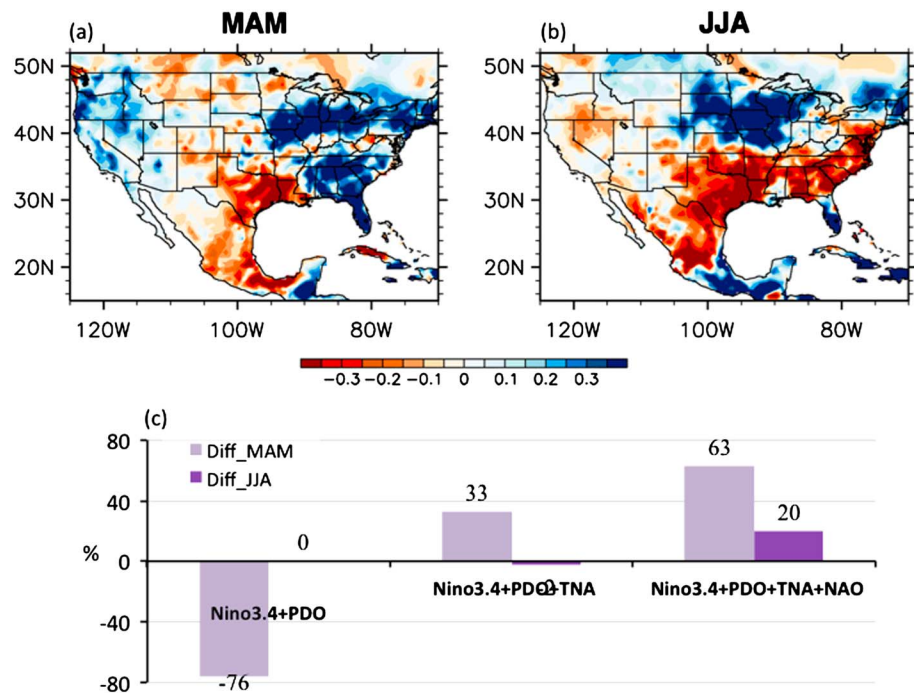 (a) MAM
(b) JJA
50N
40N
30N
20N
120W 100W 80W
50N
40N
30N
20N
120W 100W 80W
−0.3 −0.2 −0.1 0 0.1 0.2 0.3
(c)
80
40
0
-40
-80
%
Diff_MAM
Diff_JJA
-76
0
33
-2
63
20
Nino3.4+PDO
Nino3.4+PDO+TNA
Nino3.4+PDO+TNA+NAO